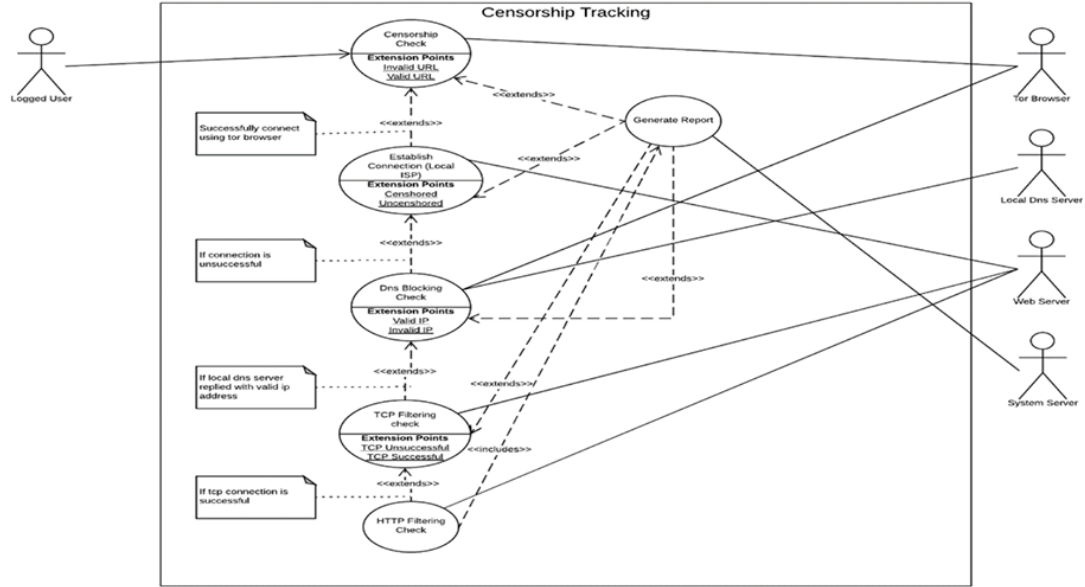 Censorship Tracking
Censorship
Check
Extension Points
Invalid URL
Valid URL
Logged User
Tor Browser
<<extends>>
Generate Report
Successfully connect
using tor browser
<<extends>>
Establish
Connection (Local
ISP)
Extension Points
Censhored
Uncenshored
<<extends>>
Local Dns Server
If connection is
unsuccessful
<<extends>>
<<extends>>
Dns Blocking
Check
Extension Points
Valid IP
Invalid IP
Web Server
If local dns server
replied with valid ip
address
<<extends>>
<<extends>>
System Server
TCP Filtering
check
Extension Points
TCP Unsuccessful
TCP Successful
<<includes>>
If tcp connection is
successful
<<extends>>
HTTP Filtering
Check